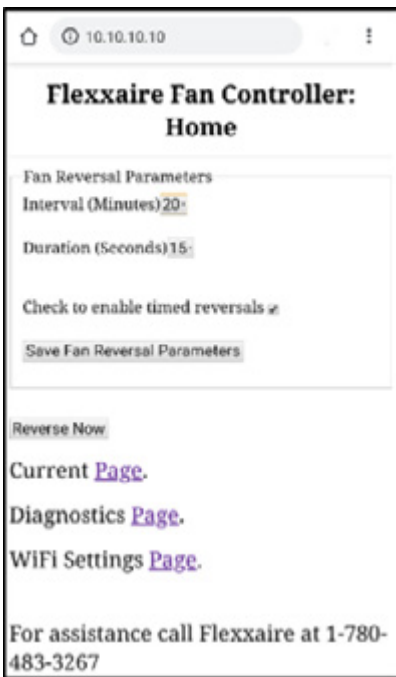 10.10.10.10
Flexxaire Fan Controller:
Home
Fan Reversal Parameters
Interval (Minutes) 20
Duration (Seconds) 15
Check to enable timed reversals
Save Fan Reversal Parameters
Reverse Now
Current Page.
Diagnostics Page.
WiFi Settings Page.
For assistance call Flexxaire at 1-780-
483-3267